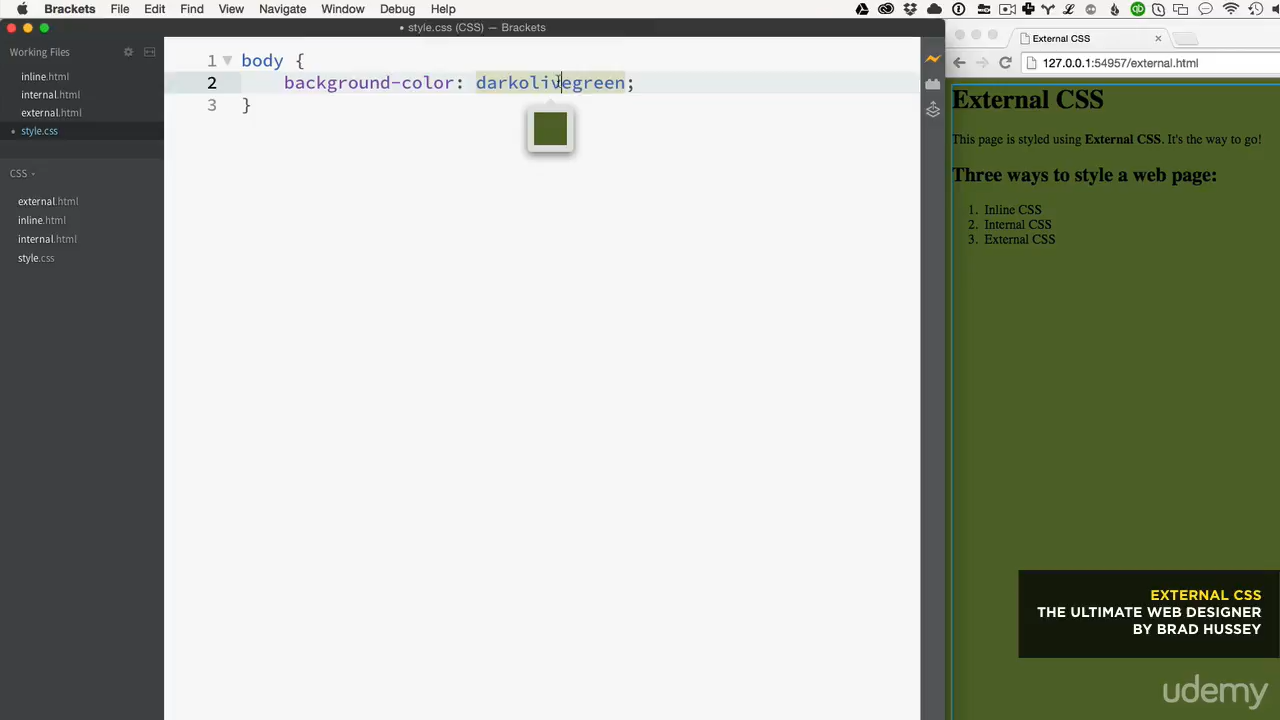 Brackets File Edit Find View Navigate Window Debug Help
• style.css (CSS) — Brackets
Working Files
inline.html
internal.html
external.html
• style.css
CSS
external.html
inline.html
internal.html
style.css
1 body {
2 background-color: darkolivegreen;
3 }
External CSS
127.0.0.1:54957/external.html
External CSS
This page is styled using External CSS. It's the way to go!
Three ways to style a web page:
1. Inline CSS
2. Internal CSS
3. External CSS
EXTERNAL CSS
THE ULTIMATE WEB DESIGNER
BY BRAD HUSSEY
udemy